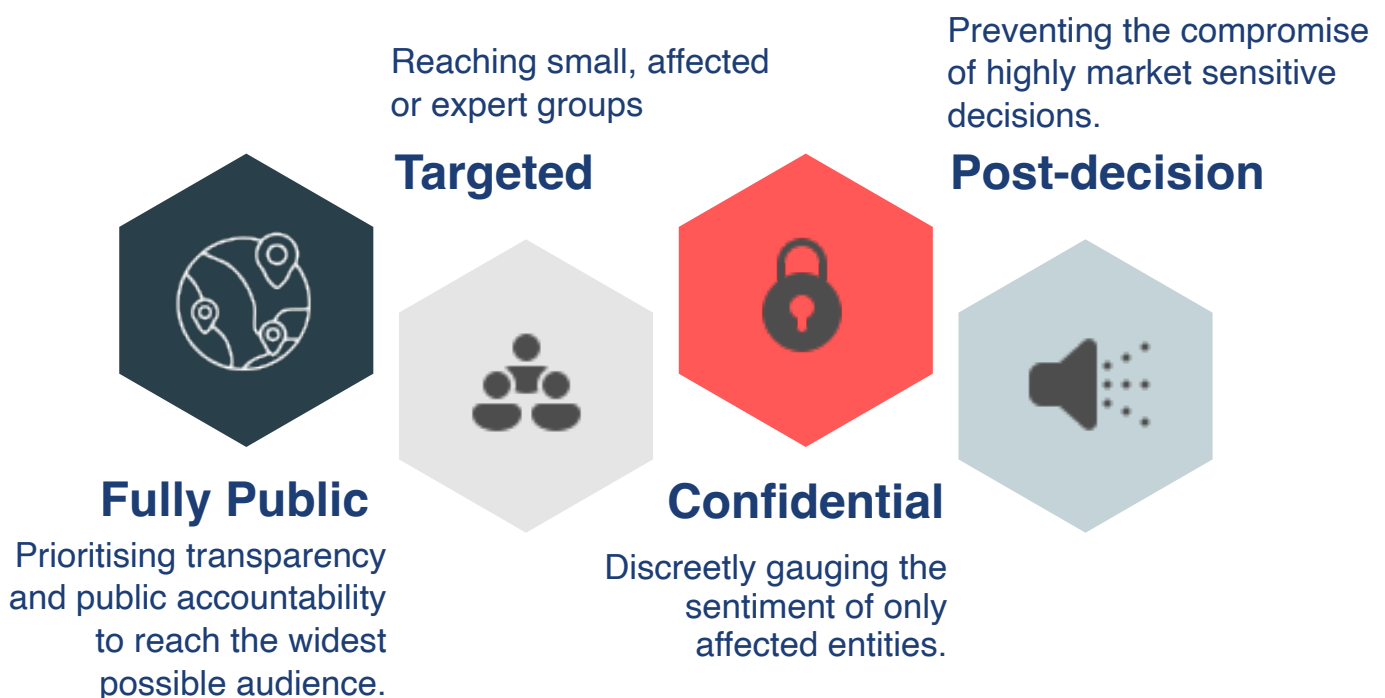 Fully Public
Prioritising transparency
and public accountability
to reach the widest
possible audience.
Reaching small, affected
or expert groups
Targeted
Confidential
Discreetly gauging the
sentiment of only
affected entities.
Preventing the compromise
of highly market sensitive
decisions.
Post-decision